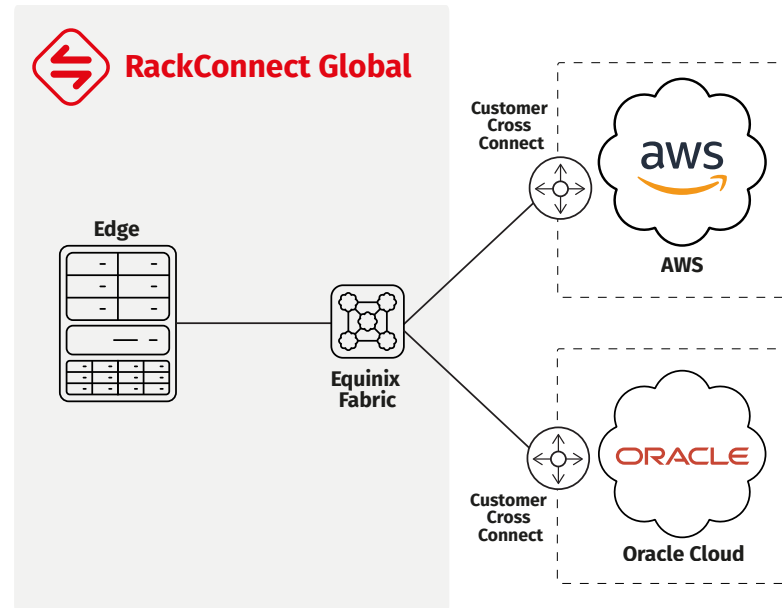 RackConnect Global
Customer
Cross
Connect
aws
AWS
Edge
Equinix
Fabric
ORACLE
Customer
Cross
Connect
Oracle Cloud